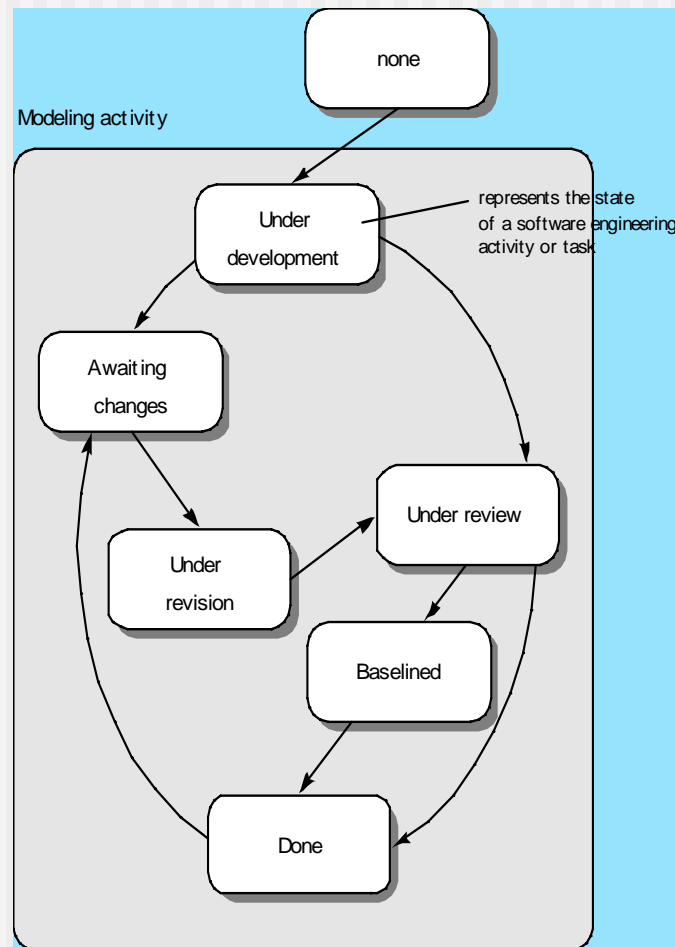 none
Modeling activity
represents the state
of a software engineering
activity or task
Under
development
Awaiting
changes
Under review
Under
revision
Baselined
Done